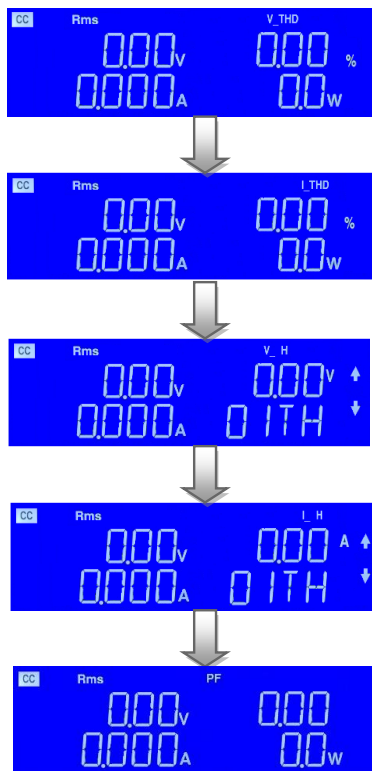 CC Rms V_THD
0.00V 0.00 %
0.000A 0.0W
CC Rms I_THD
0.00V 0.00 %
0.000A 0.0W
CC Rms V_ H
0.00V 0.00V
0.000A 01TH
CC Rms I_ H
0.00V 0.00 A
0.000A 01TH
CC Rms PF
0.00V 0.00
0.000A 0.0W